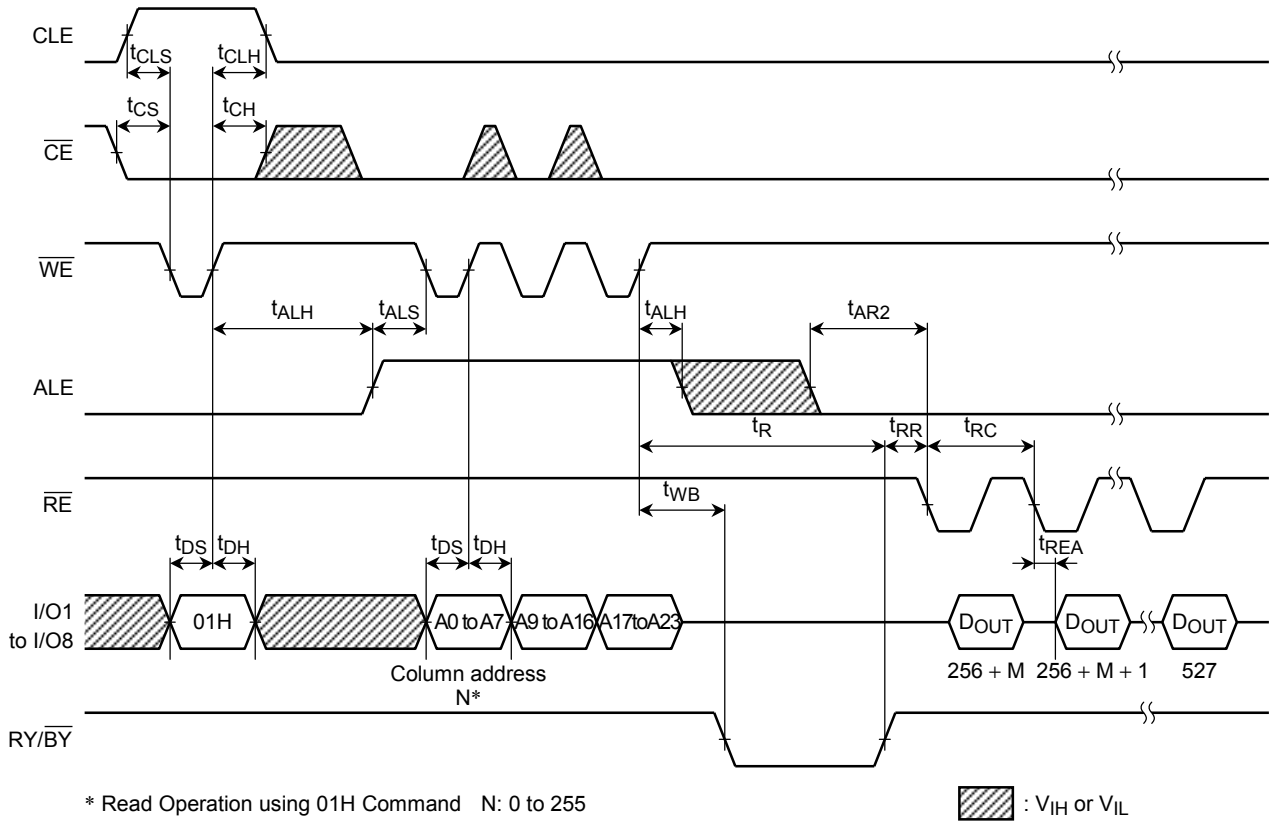 CLE
tCLS
tCLH
tCS
tCH
CE
WE
tALH
tALS
tALH
tAR2
ALE
tR
tRR
tRC
RE
tWB
tDS
tDH
tDS
tDH
tREA
I/O1
to I/O8
01H
A0 to A7
A9 to A16
A17 to A23
DOUT
DOUT
DOUT
256 + M
256 + M + 1
527
Column address
N*
RY/BY
* Read Operation using 01H Command N: 0 to 255
: VIH or VIL